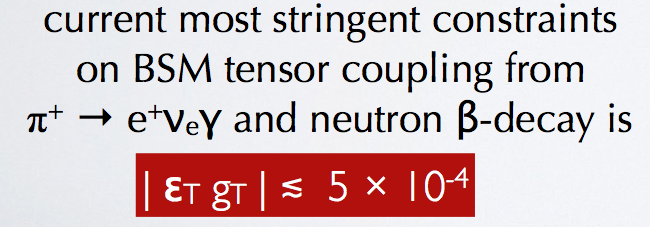 current most stringent constraints
on BSM tensor coupling from
π⁺ → e⁺νₑγ and neutron β-decay is
| εT gT | ≲ 5 × 10⁻⁴